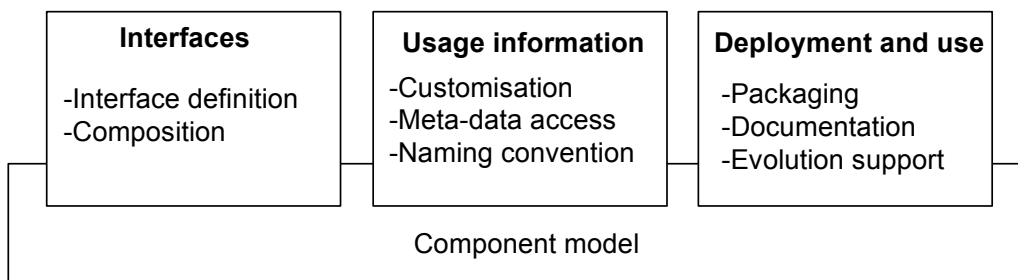 Interfaces
-Interface definition
-Composition
Usage information
-Customisation
-Meta-data access
-Naming convention
Deployment and use
-Packaging
-Documentation
-Evolution support
Component model